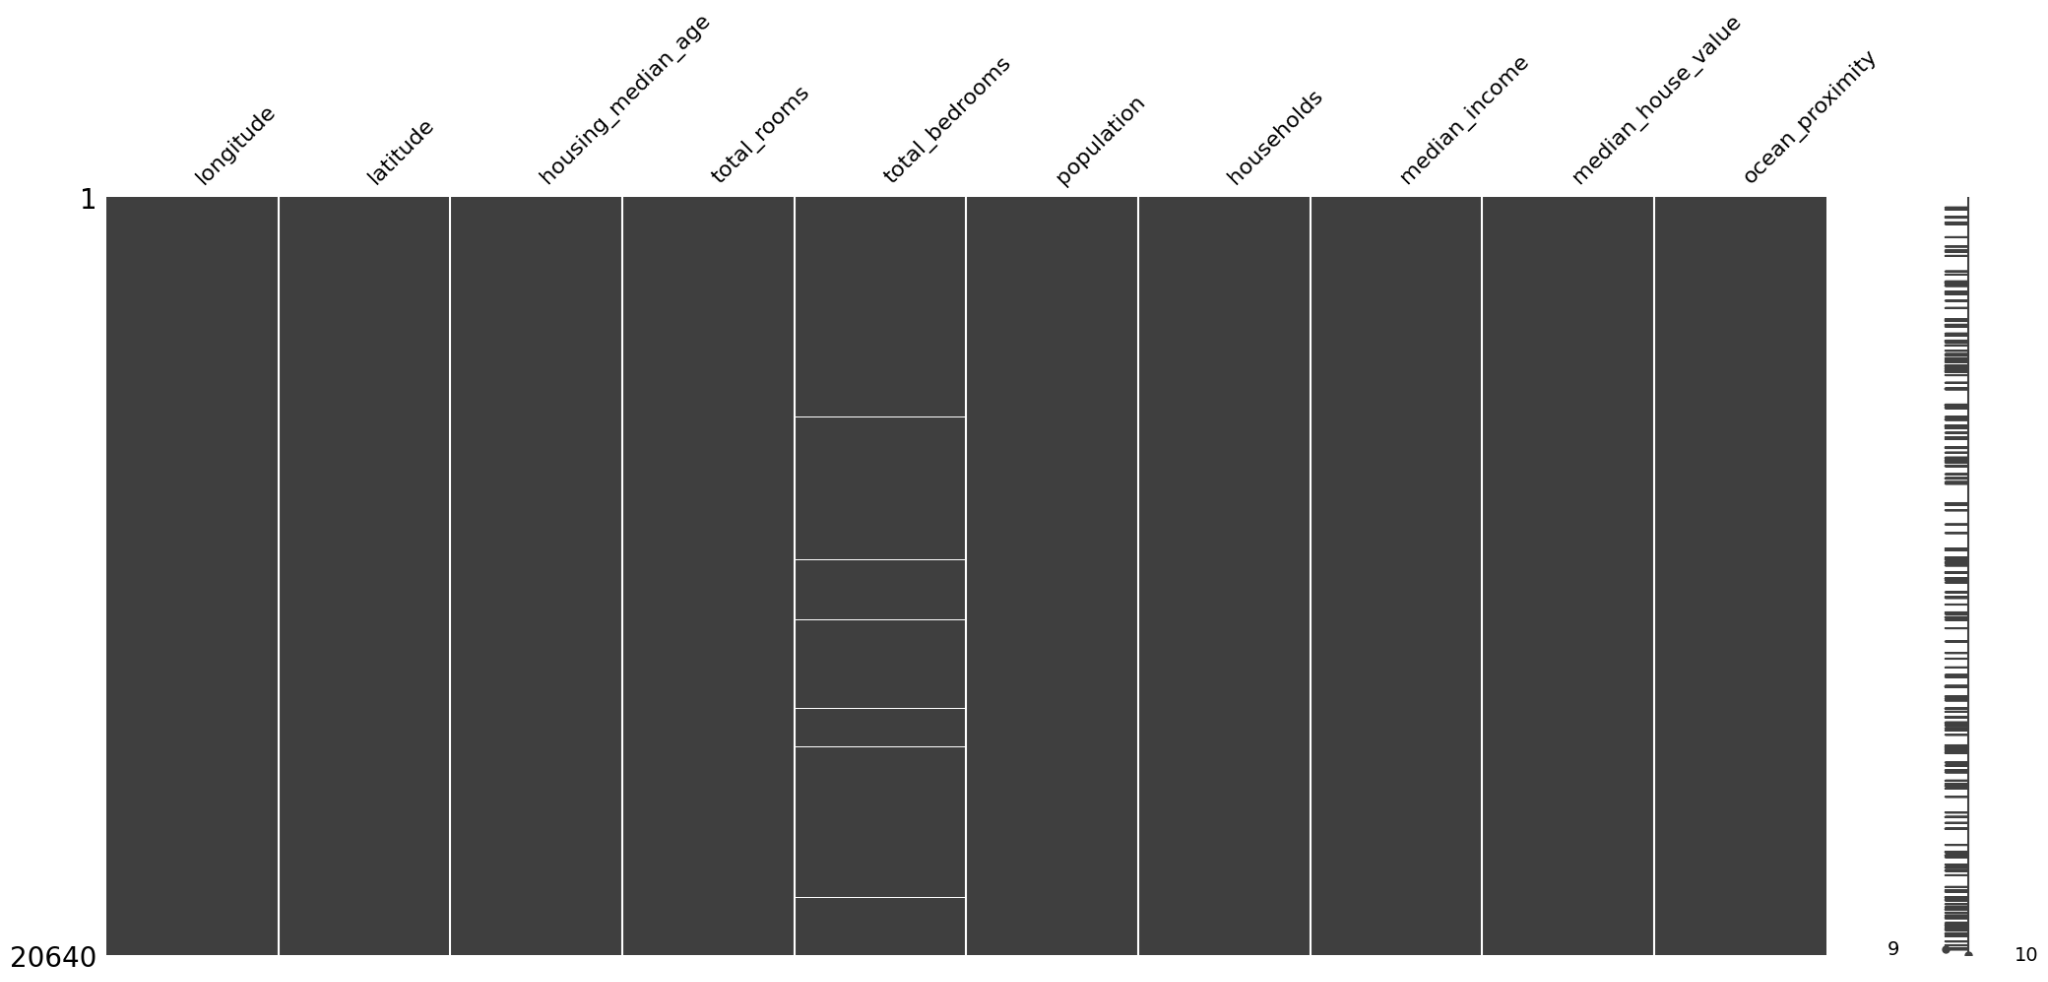 longitude
latitude
housing_median_age
total_rooms
total_bedrooms
population
households
median_income
median_house_value
ocean_proximity
1
20640
9
10